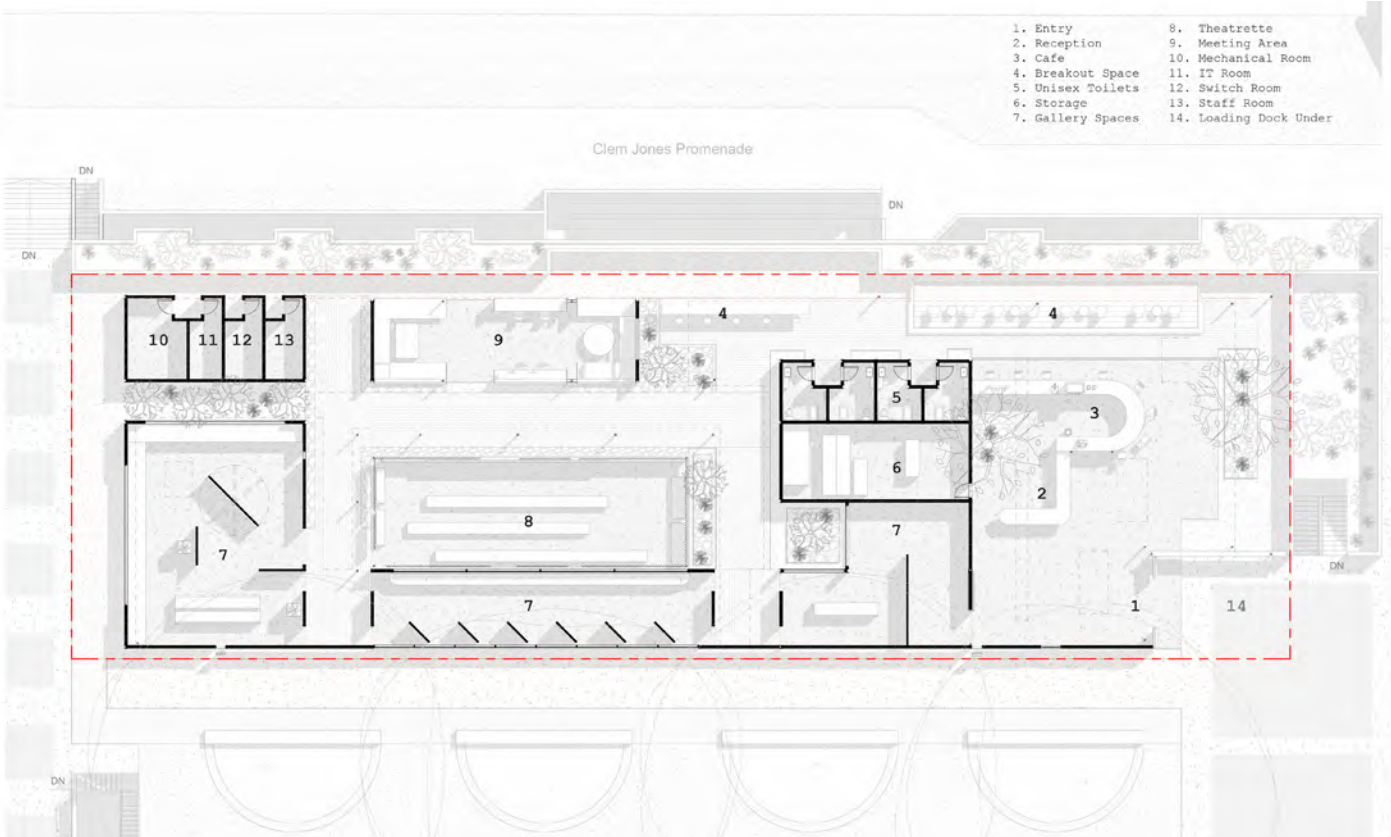 1. Entry
2. Reception
3. Cafe
4. Breakout Space
5. Unisex Toilets
6. Storage
7. Gallery Spaces
8. Theatrette
9. Meeting Area
10. Mechanical Room
11. IT Room
12. Switch Room
13. Staff Room
14. Loading Dock Under
Clem Jones Promenade
DN
DN
DN
4
4
10
11
12
13
9
5
3
6
2
8
7
7
7
1
14
DN
DN